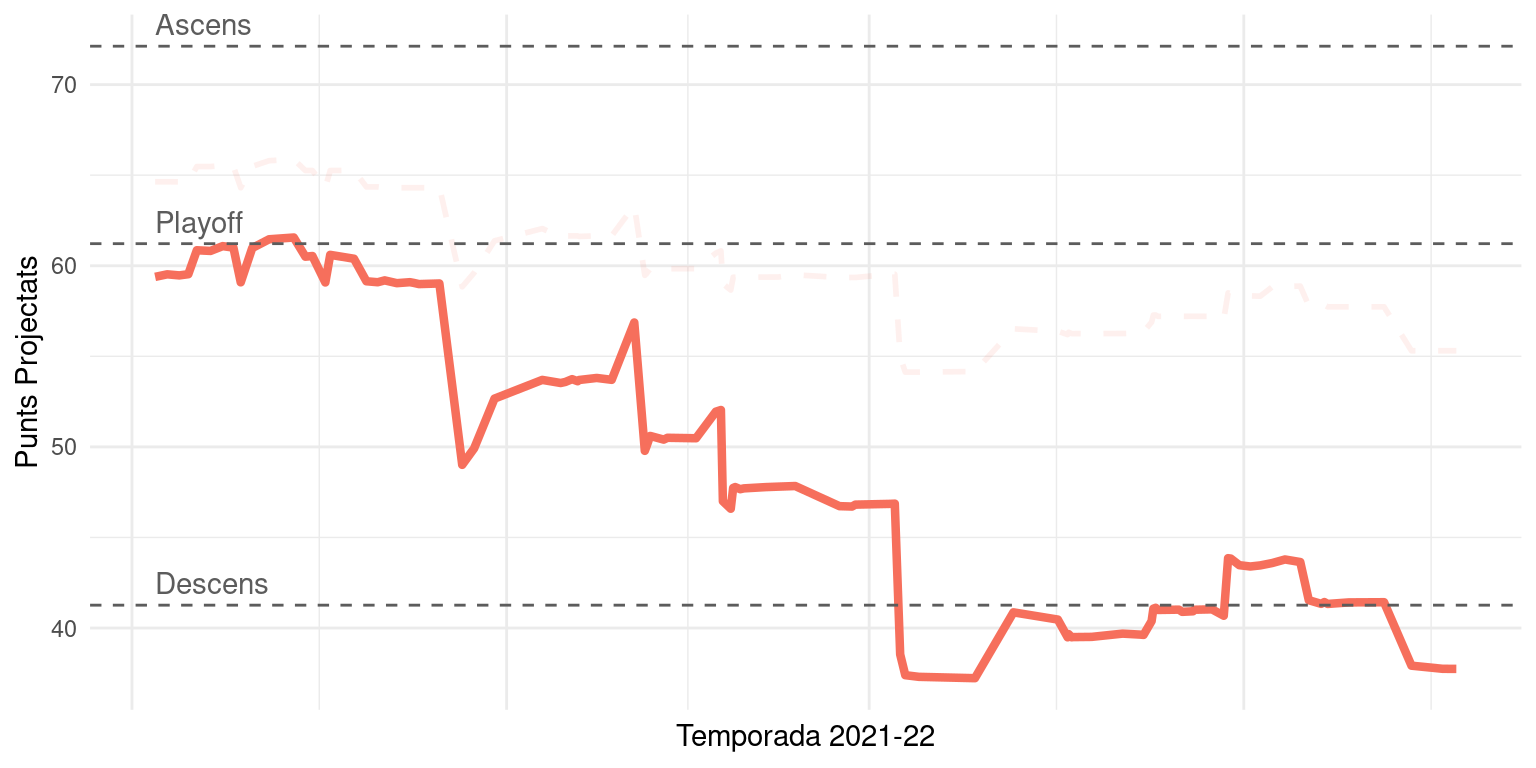 Ascens
70
Playoff
60
Punts Projectats
50
Descens
40
Temporada 2021-22